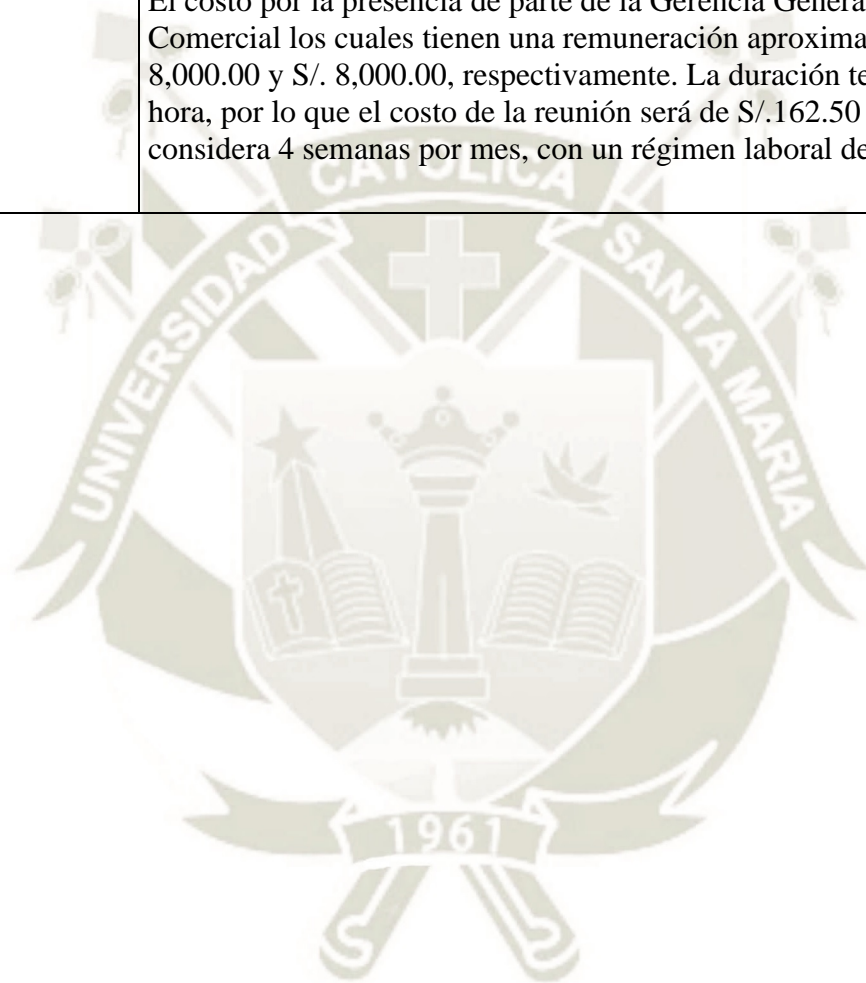 El costo por la presencia de parte de la Gerencia General
Comercial los cuales tienen una remuneración aproxima
8,000.00 y S/. 8,000.00, respectivamente. La duración te
hora, por lo que el costo de la reunión será de S/.162.50
considera 4 semanas por mes, con un régimen laboral de
UNIVERSIDAD CATOLICA SANTA MARIA
1961